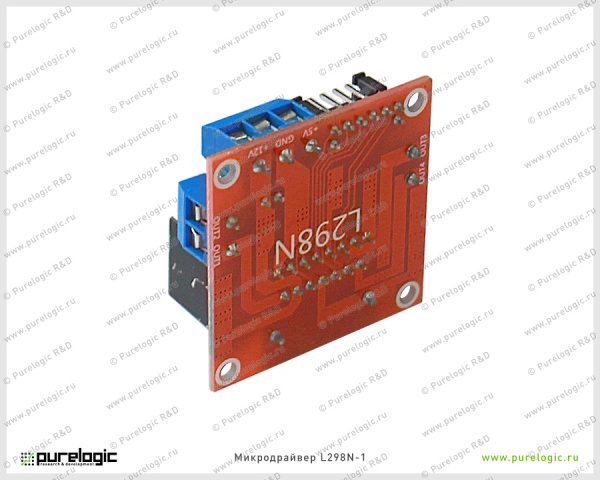 © Purelogic R&D
www.purelogic.ru
+12V GND +5V
OUT3
OUT4
OUT2 OUT1
L298N
purelogic
research & development
Микродрайвер L298N-1
www.purelogic.ru